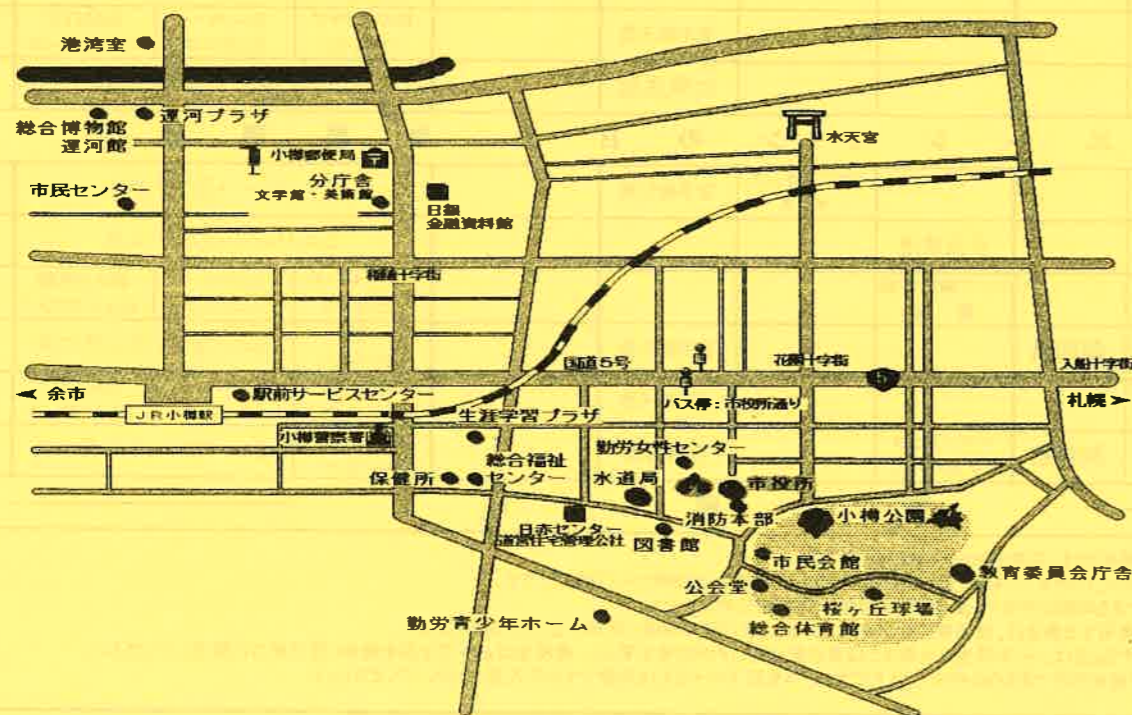 港湾室
総合博物館
運河館
運河プラザ
小樽郵便局
水天宮
市民センター
分庁舎
文学館・美術館
日銀
金融資料館
稲穂十字街
国道5号
花園十字街
5
入船十字街
余市
駅前サービスセンター
バス停:市役所通り
札幌
JR小樽駅
生涯学習プラザ
小樽警察署
勤労女性センター
総合福祉
センター
保健所
水道局
市役所
日赤センター
道営住宅管理公社
消防本部
小樽公園
図書館
市民会館
教育委員会庁舎
公会堂
桜ヶ丘球場
総合体育館
勤労青少年ホーム